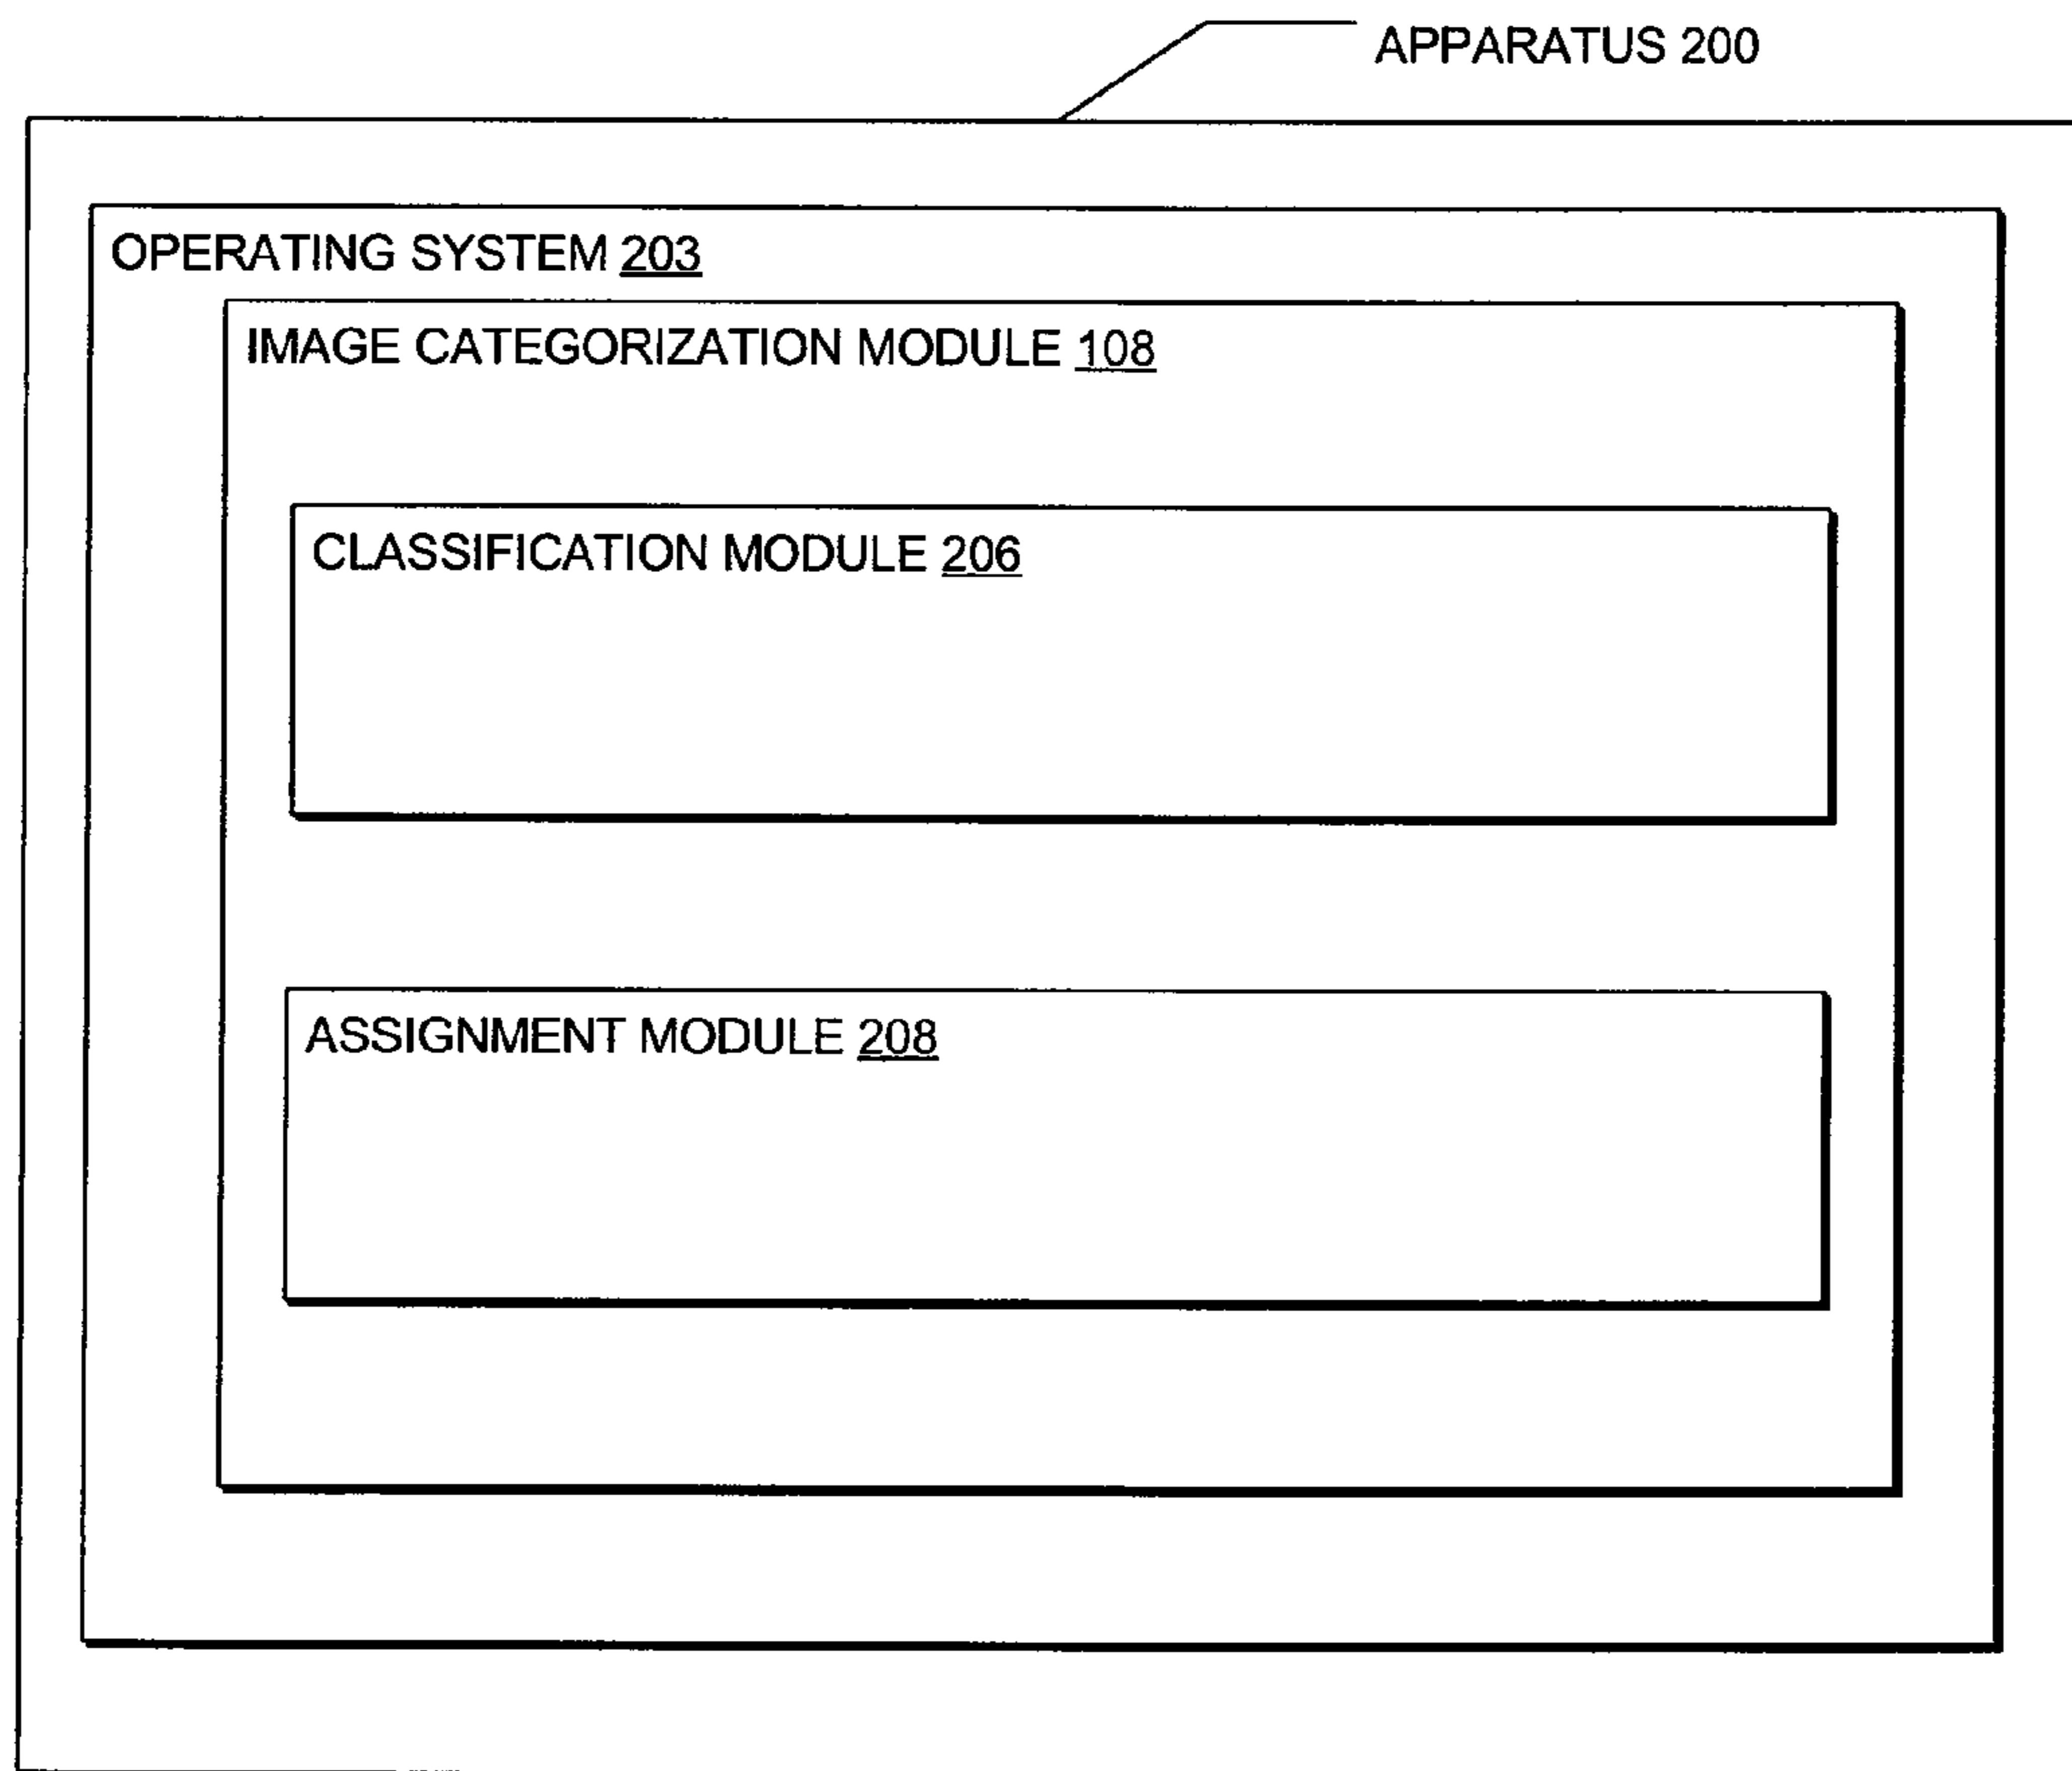 APPARATUS 200
OPERATING SYSTEM 203
IMAGE CATEGORIZATION MODULE 108
CLASSIFICATION MODULE 206
ASSIGNMENT MODULE 208